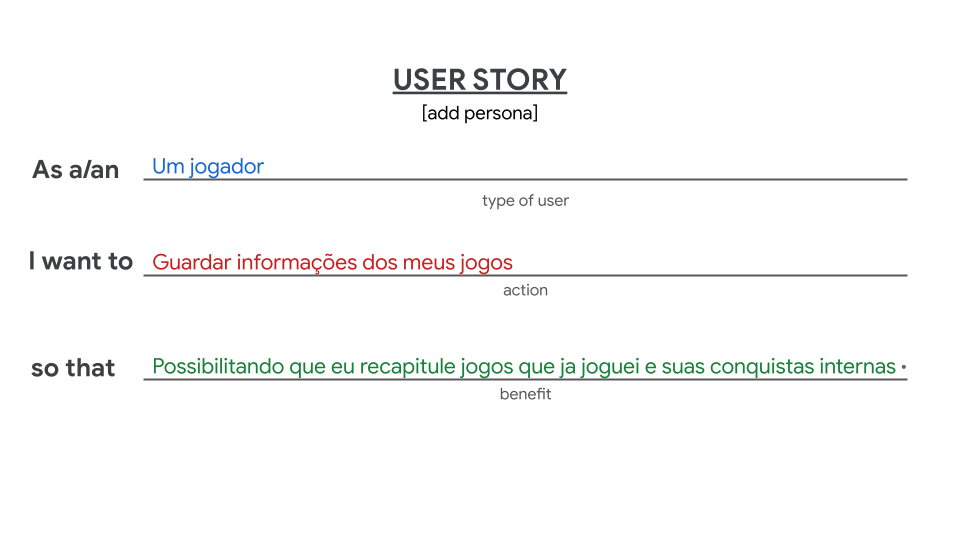 USER STORY
[add persona]
As a/an Um jogador
type of user
I want to Guardar informações dos meus jogos
action
so that Possibilitando que eu recapitule jogos que ja joguei e suas conquistas internas .
benefit